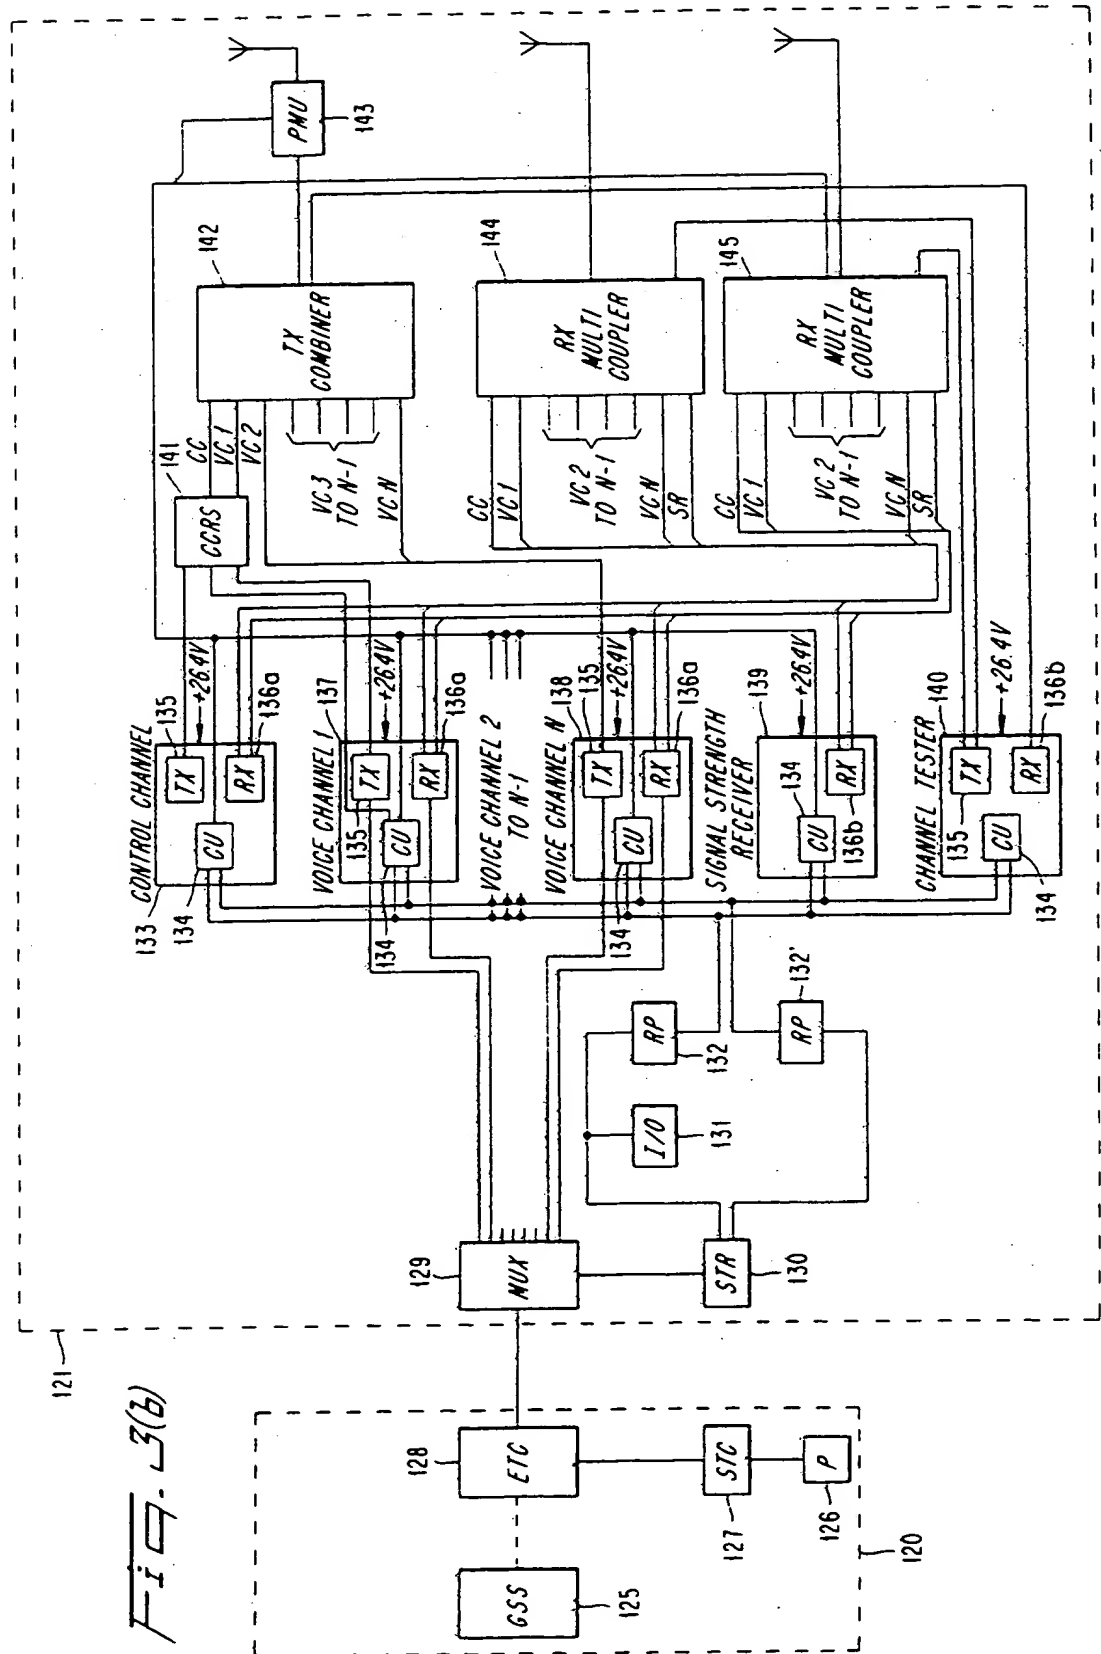 Fig. 3(b)
121
120
GSS
125
ETC
128
STC
127
P
126
MUX
129
STR
130
I/O
131
RP
132
RP
132'
CONTROL CHANNEL
133
134
CU
TX
135
RX
136a
+26.4V
VOICE CHANNEL 1
137
134
CU
TX
135
RX
136a
+26.4V
VOICE CHANNEL 2
TO N-1
VOICE CHANNEL N
138
134
CU
TX
135
RX
136a
+26.4V
SIGNAL STRENGTH
RECEIVER
139
134
CU
RX
136b
+26.4V
CHANNEL TESTER
140
134
CU
TX
135
RX
136b
+26.4V
CCRS
141
CC
VC1
VC2
VC3
TO N-1
VCN
TX
COMBINER
142
PMU
143
CC
VC1
VC2
TO N-1
VCN
SR
RX
MULTI
COUPLER
144
CC
VC1
VC2
TO N-1
VCN
SR
RX
MULTI
COUPLER
145